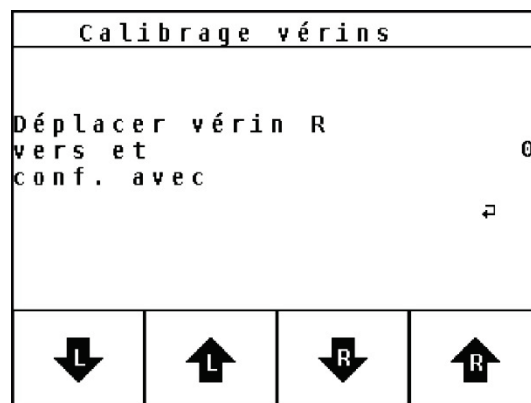 Calibrage vérins
Déplacer vérin R
vers et 0
conf. avec
↵
L L R R